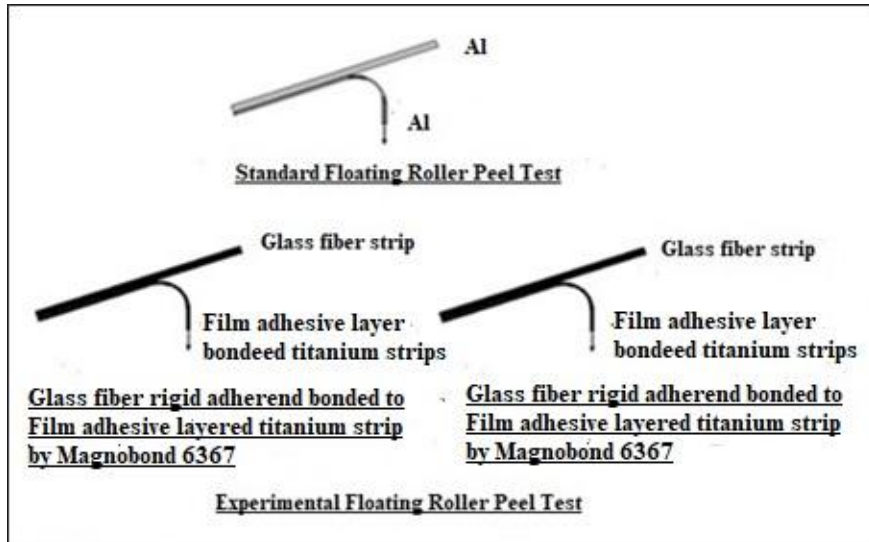 Al
Al
Standard Floating Roller Peel Test
Glass fiber strip
Film adhesive layer
bondeed titanium strips
Glass fiber rigid adherend bonded to
Film adhesive layered titanium strip
by Magnobond 6367
Glass fiber strip
Film adhesive layer
bondeed titanium strips
Glass fiber rigid adherend bonded to
Film adhesive layered titanium strip
by Magnobond 6367
Experimental Floating Roller Peel Test